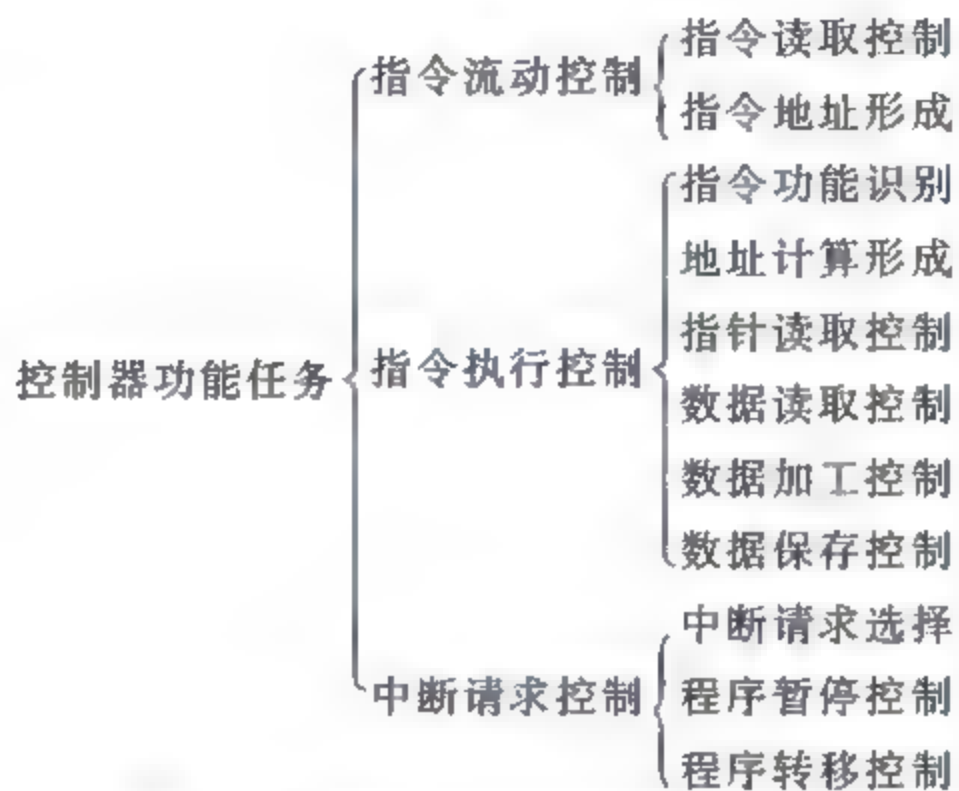 控制器功能任务
指令流动控制
指令读取控制
指令地址形成
指令执行控制
指令功能识别
地址计算形成
指针读取控制
数据读取控制
数据加工控制
数据保存控制
中断请求控制
中断请求选择
程序暂停控制
程序转移控制